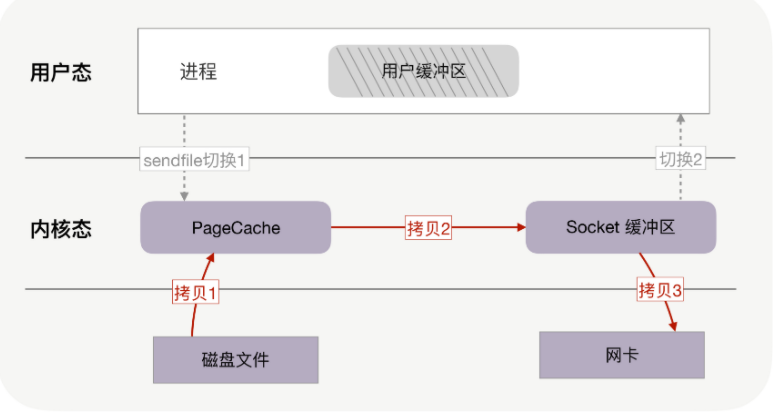 用户态
进程
用户缓冲区
sendfile切换1
切换2
内核态
PageCache
拷贝2
Socket 缓冲区
拷贝1
拷贝3
磁盘文件
网卡